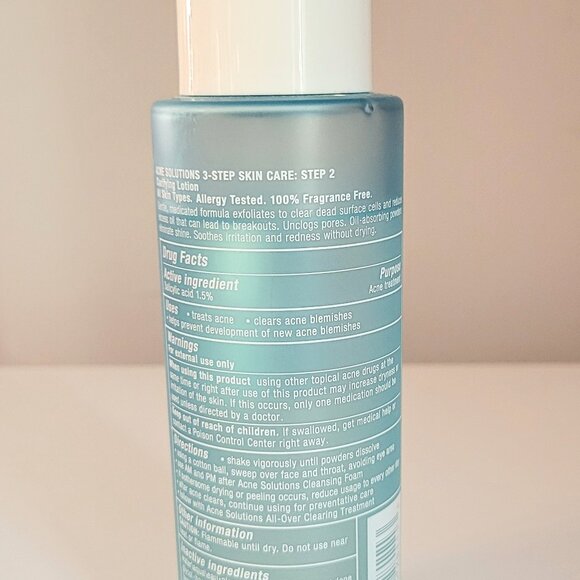 ACNE SOLUTIONS 3-STEP SKIN CARE: STEP 2
Clarifying Lotion
All Skin Types. Allergy Tested. 100% Fragrance Free.
Gentle, medicated formula exfoliates to clear dead surface cells and reduce
excess oil that can lead to breakouts. Unclogs pores. Oil-absorbing powders
eliminate shine. Soothes irritation and redness without drying.
Drug Facts
Active ingredient Purpose
Salicylic acid 1.5% Acne treatment
Uses • treats acne • clears acne blemishes
• helps prevent development of new acne blemishes
Warnings
For external use only
When using this product using other topical acne drugs at the
same time or right after use of this product may increase dryness or
irritation of the skin. If this occurs, only one medication should be
used unless directed by a doctor.
Keep out of reach of children. If swallowed, get medical help or
contact a Poison Control Center right away.
Directions • shake vigorously until powders dissolve
• using a cotton ball, sweep over face and throat, avoiding eye area
• use AM and PM after Acne Solutions Cleansing Foam
• if bothersome drying or peeling occurs, reduce usage to every other
• after acne clears, continue using for preventative care
• follow with Acne Solutions All-Over Clearing Treatment
Other information
CAUTION: Flammable until dry. Do not use near
heat or flame.
Inactive ingredients